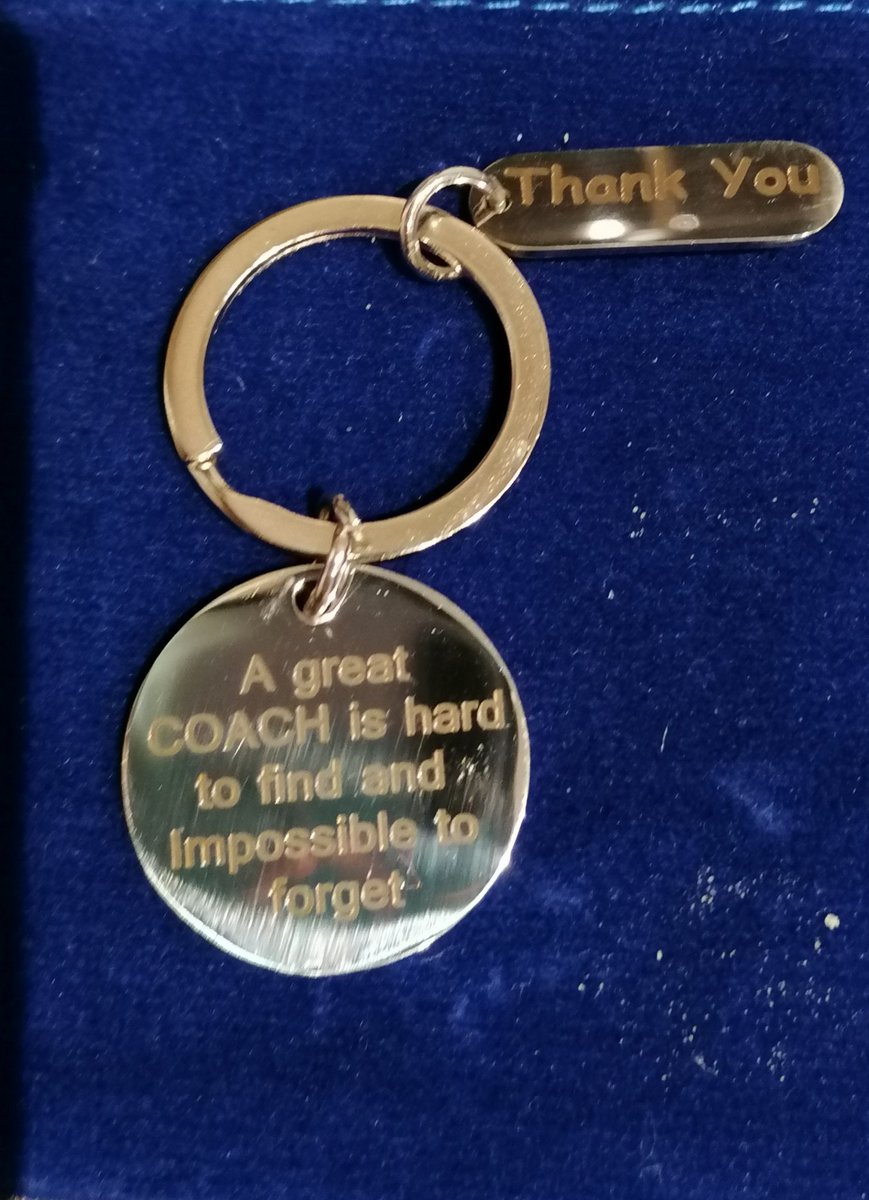 Thank You
A great
COACH is hard
to find and
Impossible to
forget